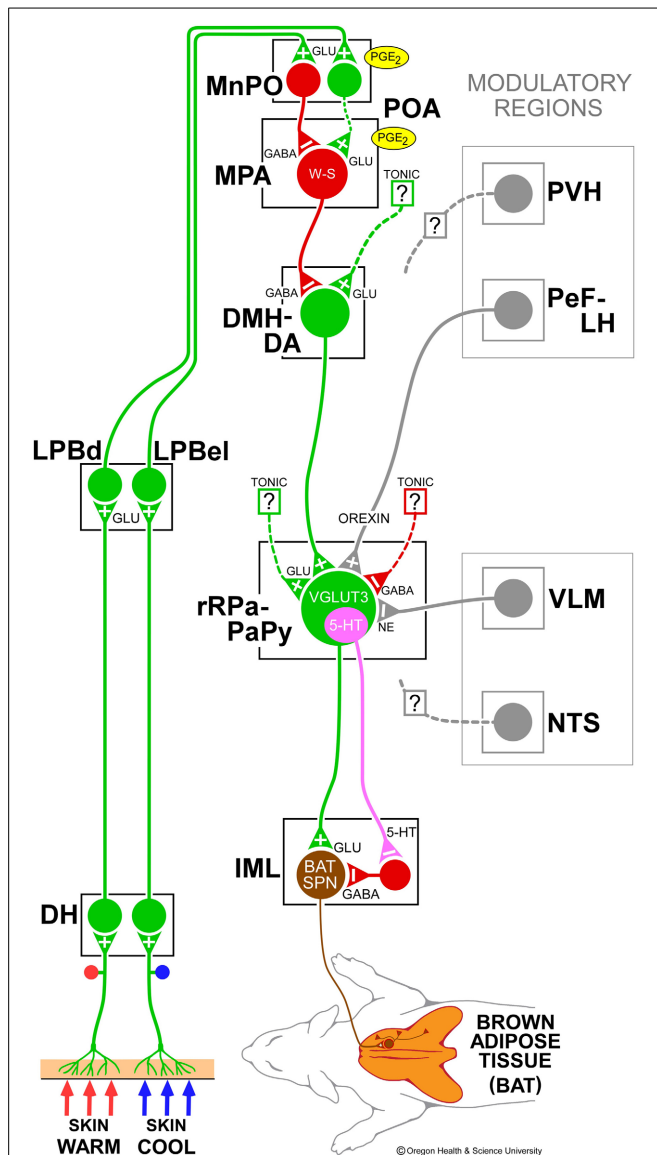 GLU
PGE2
MnPO
POA
MODULATORY
REGIONS
PGE2
GABA
GLU
MPA
W-S
TONIC
?
?
PVH
GABA
GLU
DMH-
DA
PeF-
LH
LPBd
LPBel
GLU
TONIC
?
TONIC
?
OREXIN
GLU
GABA
VGLUT3
5-HT
NE
rRPa-
PaPy
VLM
?
NTS
5-HT
GLU
IML
BAT
SPN
GABA
DH
BROWN
ADIPOSE
TISSUE
(BAT)
SKIN
WARM
SKIN
COOL
© Oregon Health & Science University